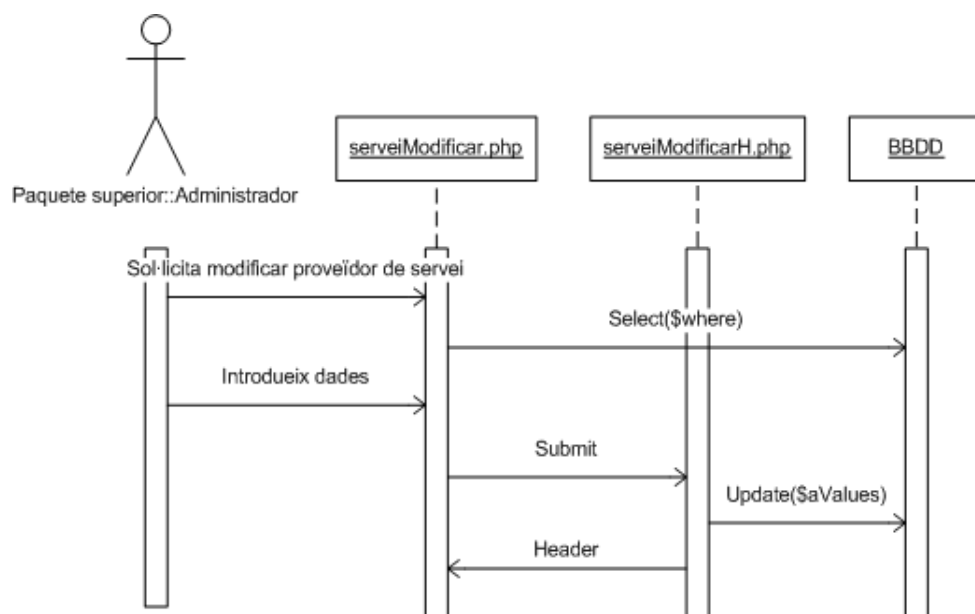 serveiModificar.php
serveiModificarH.php
BBDD
Paquete superior::Administrador
Sol·licita modificar proveïdor de servei
Select($where)
Introdueix dades
Submit
Update($aValues)
Header